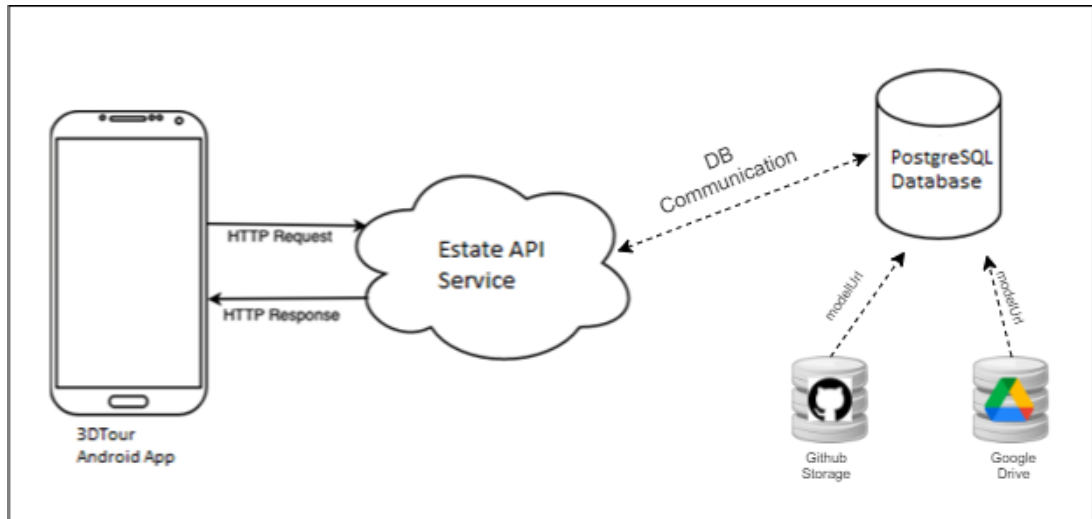 3DTour
Android App
HTTP Request
HTTP Response
Estate API
Service
DB
Communication
PostgreSQL
Database
modelUrl
modelUrl
Github
Storage
Google
Drive